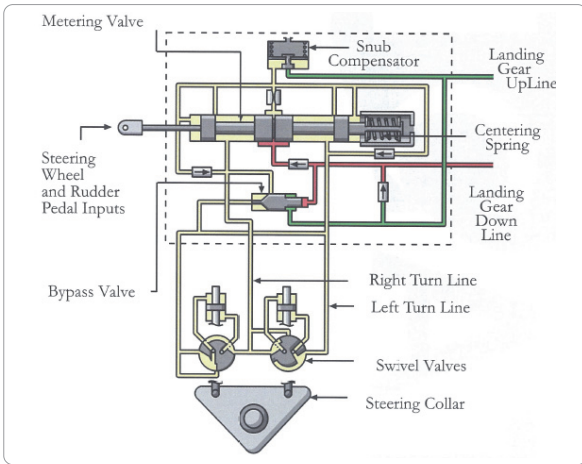 Metering Valve
Snub
Compensator
Landing
Gear
UpLine
Centering
Spring
Steering
Wheel
and Rudder
Pedal Inputs
Landing
Gear
Down
Line
Bypass Valve
Right Turn Line
Left Turn Line
Swivel Valves
Steering Collar